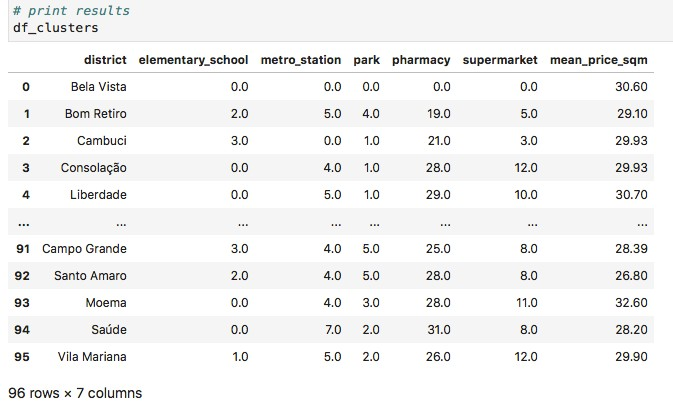 # print results
df_clusters
district elementary_school metro_station park pharmacy supermarket mean_price_sqm
0 Bela Vista 0.0 0.0 0.0 0.0 0.0 30.60
1 Bom Retiro 2.0 5.0 4.0 19.0 5.0 29.10
2 Cambuci 3.0 0.0 1.0 21.0 3.0 29.93
3 Consolação 0.0 4.0 1.0 28.0 12.0 29.93
4 Liberdade 0.0 5.0 1.0 29.0 10.0 30.70
... ... ... ... ... ... ... ...
91 Campo Grande 3.0 4.0 5.0 25.0 8.0 28.39
92 Santo Amaro 2.0 4.0 5.0 28.0 8.0 26.80
93 Moema 0.0 4.0 3.0 28.0 11.0 32.60
94 Saúde 0.0 7.0 2.0 31.0 8.0 28.20
95 Vila Mariana 1.0 5.0 2.0 26.0 12.0 29.90
96 rows × 7 columns